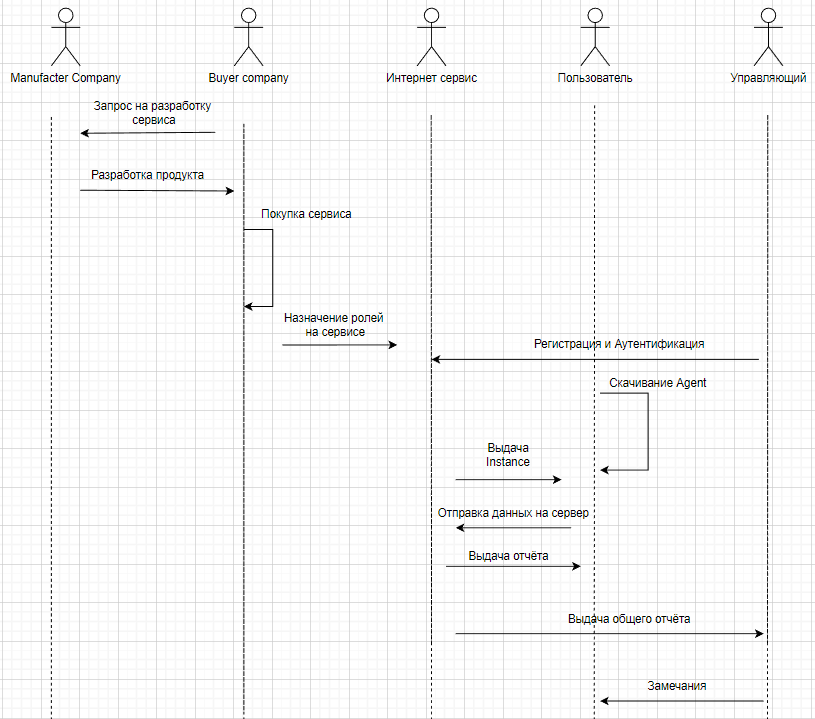 Manufacter Company
Buyer company
Интернет сервис
Пользователь
Управляющий
Запрос на разработку
сервиса
Разработка продукта
Покупка сервиса
Назначение ролей
на сервисе
Регистрация и Аутентификация
Скачивание Agent
Выдача
Instance
Отправка данных на сервер
Выдача отчёта
Выдача общего отчёта
Замечания